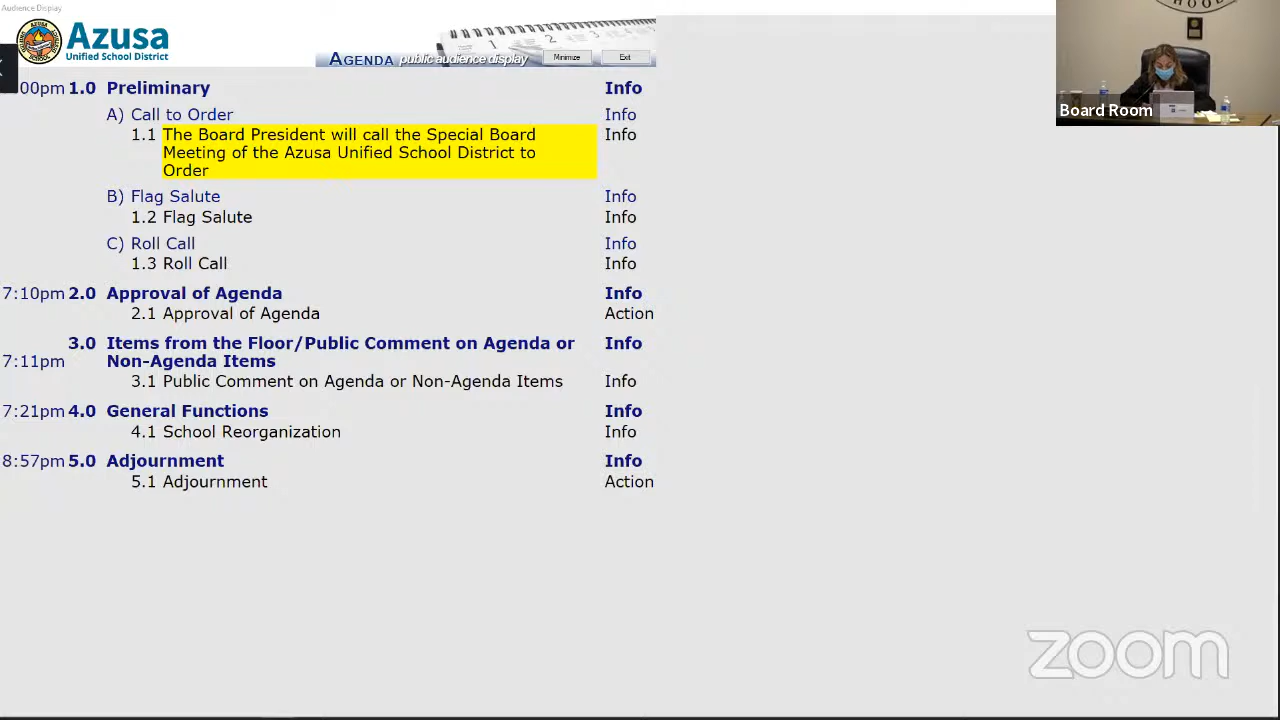 Audience Display
Azusa
Unified School District
AGENDA public audience display
Minimize
Exit
00pm 1.0 Preliminary Info
A) Call to Order Info
1.1 The Board President will call the Special Board Info
Meeting of the Azusa Unified School District to
Order
B) Flag Salute Info
1.2 Flag Salute Info
C) Roll Call Info
1.3 Roll Call Info
7:10pm 2.0 Approval of Agenda Info
2.1 Approval of Agenda Action
3.0 Items from the Floor/Public Comment on Agenda or Info
7:11pm Non-Agenda Items
3.1 Public Comment on Agenda or Non-Agenda Items Info
7:21pm 4.0 General Functions Info
4.1 School Reorganization Info
8:57pm 5.0 Adjournment Info
5.1 Adjournment Action
Board Room
zoom